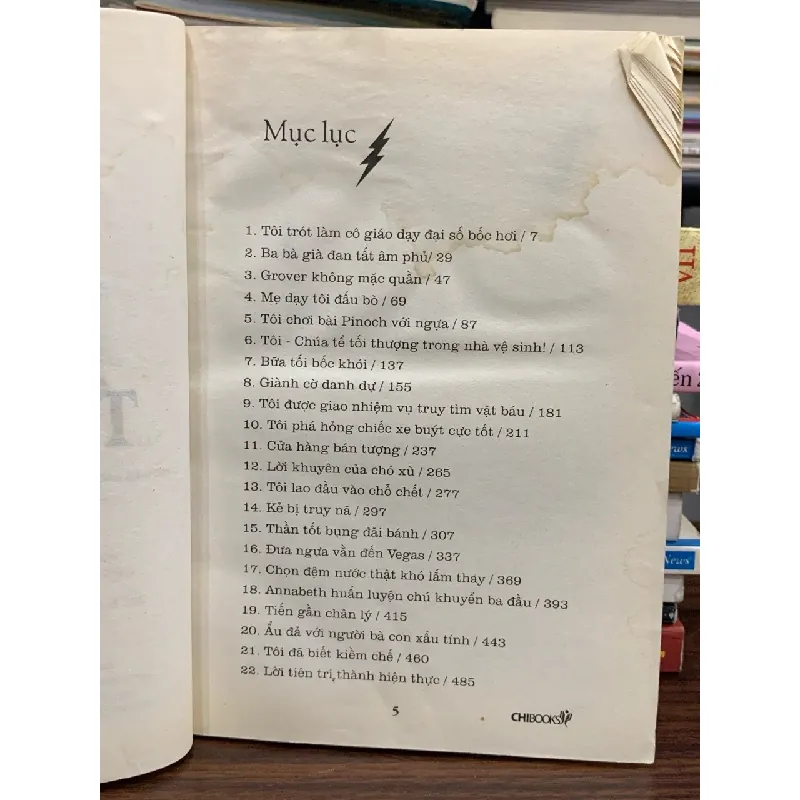 Mục lục
1. Tôi trót làm cô giáo dạy đại số bốc hơi / 7
2. Ba bà già đan tất âm phủ/ 29
3. Grover không mặc quần/ 47
4. Mẹ dạy tôi đấu bò / 69
5. Tôi chơi bài Pinoch với ngựa / 87
6. Tôi - Chúa tể tối thượng trong nhà vệ sinh! / 113
7. Bữa tối bốc khói / 137
8. Giành cờ danh dự / 155
9. Tôi được giao nhiệm vụ truy tìm vật báu / 181
10. Tôi phá hỏng chiếc xe buýt cực tốt / 211
11. Cửa hàng bán tượng / 237
12. Lời khuyên của chó xù / 265
13. Tôi lao đầu vào chỗ chết / 277
14. Kẻ bị truy nã / 297
15. Thần tốt bụng đãi bánh / 307
16. Đưa ngựa vằn đến Vegas / 337
17. Chọn đệm nước thật khó lắm thay / 369
18. Annabeth huấn luyện chú khuyển ba đầu / 393
19. Tiến gần chân lý / 415
20. Ẩu đả với người bà con xấu tính / 443
21. Tôi đã biết kiềm chế / 460
22. Lời tiên tri thành hiện thực / 485
5
CHIBOOKS
VII
ến
News
News